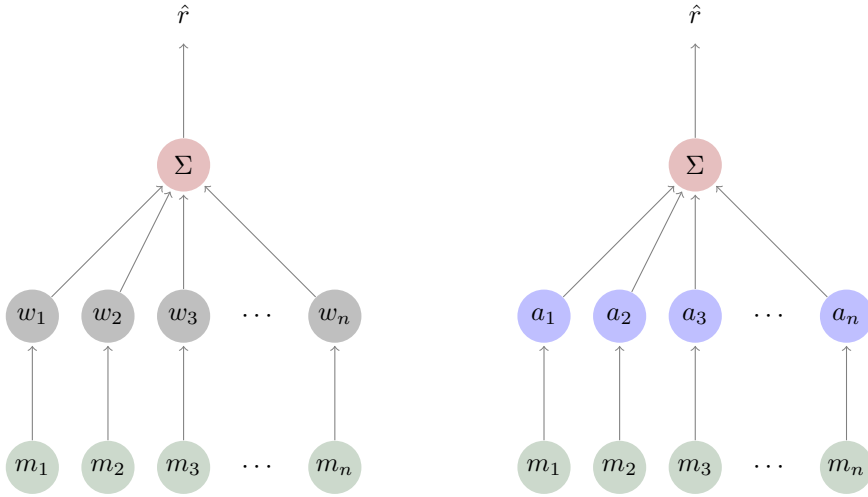 r̂ r̂
Σ Σ
w₁ w₂ w₃ ⋯ wₙ a₁ a₂ a₃ ⋯ aₙ
m₁ m₂ m₃ ⋯ mₙ m₁ m₂ m₃ ⋯ mₙ